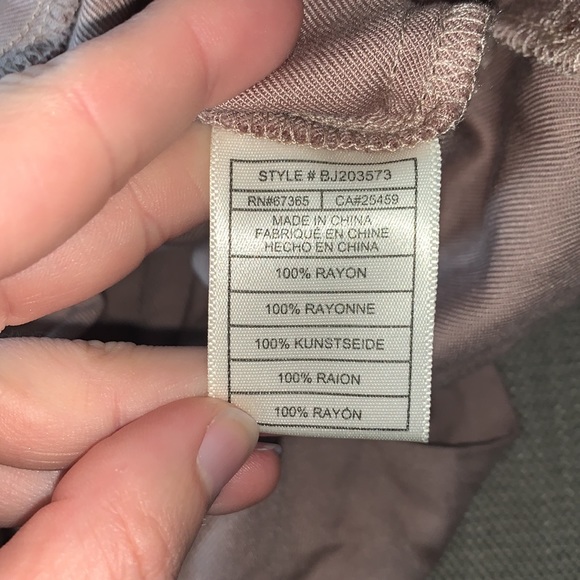 STYLE # BJ203573
RN#67365 CA#25459
MADE IN CHINA
FABRIQUÉ EN CHINE
HECHO EN CHINA
100% RAYON
100% RAYONNE
100% KUNSTSEIDE
100% RAION
100% RAYÓN